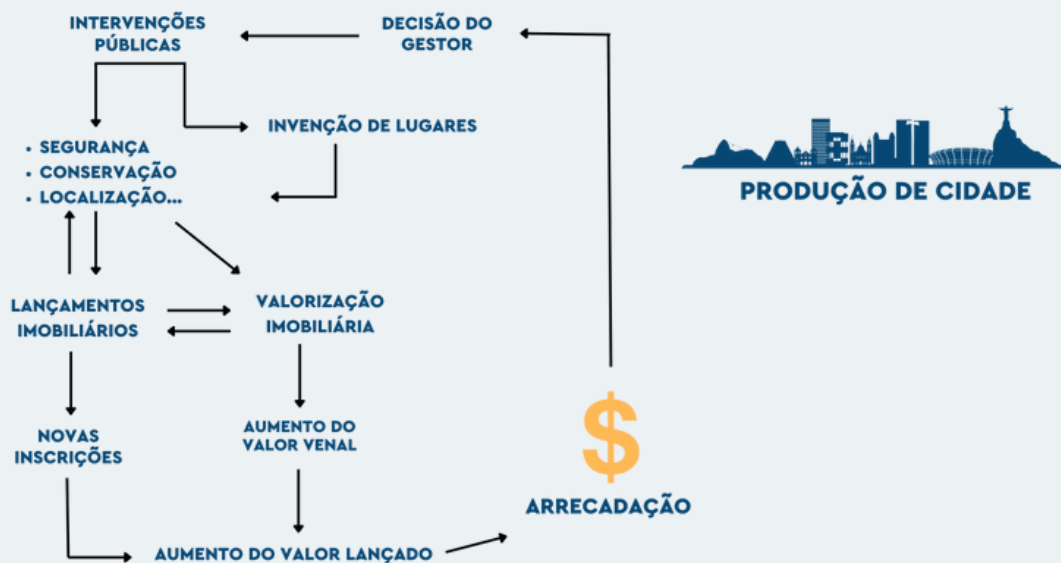 INTERVENÇÕES
PÚBLICAS
DECISÃO DO
GESTOR
INVENÇÃO DE LUGARES
• SEGURANÇA
• CONSERVAÇÃO
• LOCALIZAÇÃO...
PRODUÇÃO DE CIDADE
LANÇAMENTOS
IMOBILIÁRIOS
VALORIZAÇÃO
IMOBILIÁRIA
NOVAS
INSCRIÇÕES
AUMENTO DO
VALOR VENAL
$
ARRECADAÇÃO
AUMENTO DO VALOR LANÇADO